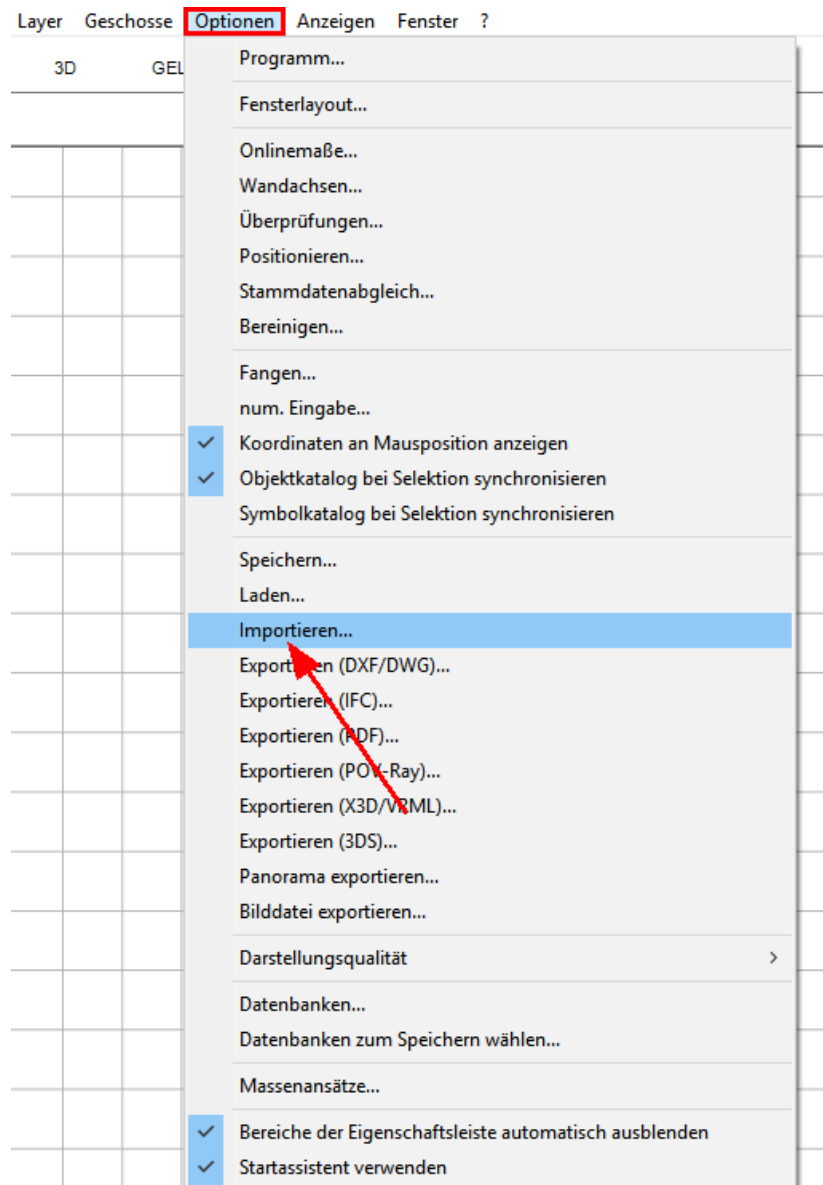 Layer Geschosse Optionen Anzeigen Fenster ?
3D GEL
Programm...
Fensterlayout...
Onlinemaße...
Wandachsen...
Überprüfungen...
Positionieren...
Stammdatenabgleich...
Bereinigen...
Fangen...
num. Eingabe...
Koordinaten an Mausposition anzeigen
Objektkatalog bei Selektion synchronisieren
Symbolkatalog bei Selektion synchronisieren
Speichern...
Laden...
Importieren...
Exportieren (DXF/DWG)...
Exportieren (IFC)...
Exportieren (PDF)...
Exportieren (POV-Ray)...
Exportieren (X3D/VRML)...
Exportieren (3DS)...
Panorama exportieren...
Bilddatei exportieren...
Darstellungsqualität
Datenbanken...
Datenbanken zum Speichern wählen...
Massenansätze...
Bereiche der Eigenschaftsleiste automatisch ausblenden
Startassistent verwenden